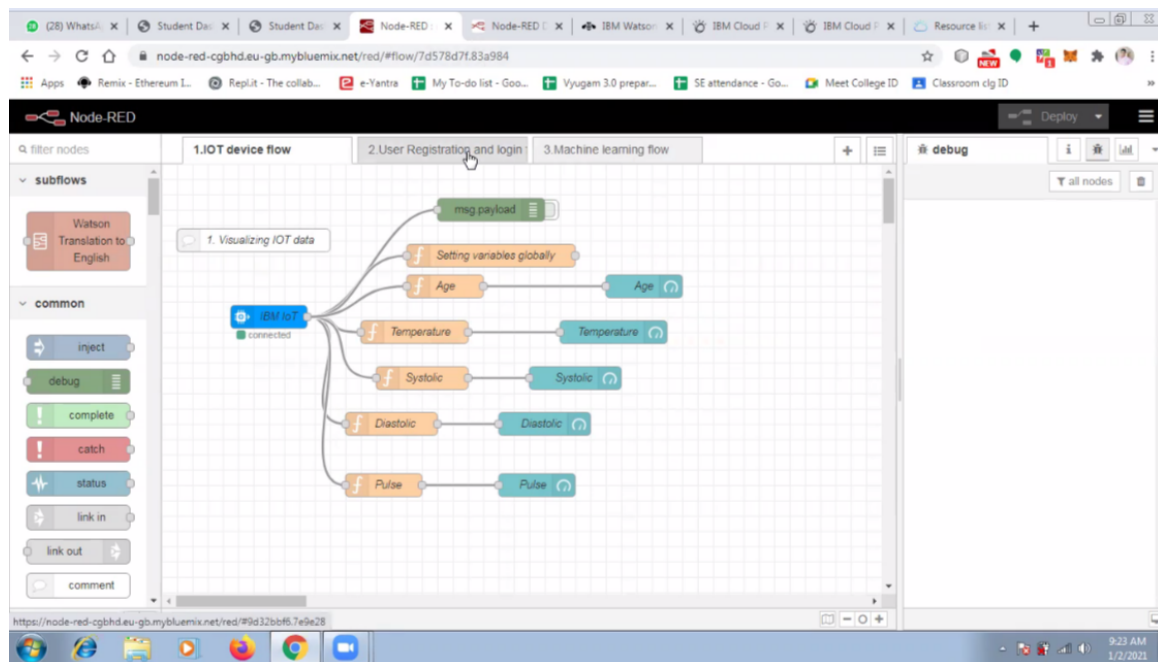 (28) WhatsA
Student Das
Student Das
Node-RED :
Node-RED D
IBM Watson
IBM Cloud P
IBM Cloud P
Resource lis
node-red-cgbhd.eu-gb.mybluemix.net/red/#flow/7d578d7f.83a984
NEW
Apps
Remix - Ethereum I...
Repl.it - The collab...
e-Yantra
My To-do list - Goo...
Vyugam 3.0 prepar...
SE attendance - Go...
Meet College ID
Classroom clg ID
Node-RED
Deploy
filter nodes
1.IOT device flow
2.User Registration and login
3.Machine learning flow
debug
all nodes
subflows
Watson
Translation to
English
common
inject
debug
complete
catch
status
link in
link out
comment
1. Visualizing IOT data
msg.payload
Setting variables globally
Age
Age
IBM IoT
connected
Temperature
Temperature
Systolic
Systolic
Diastolic
Diastolic
Pulse
Pulse
https://node-red-cgbhd.eu-gb.mybluemix.net/red/#9d32bbf6.7e9e28
9:23 AM
1/2/2021